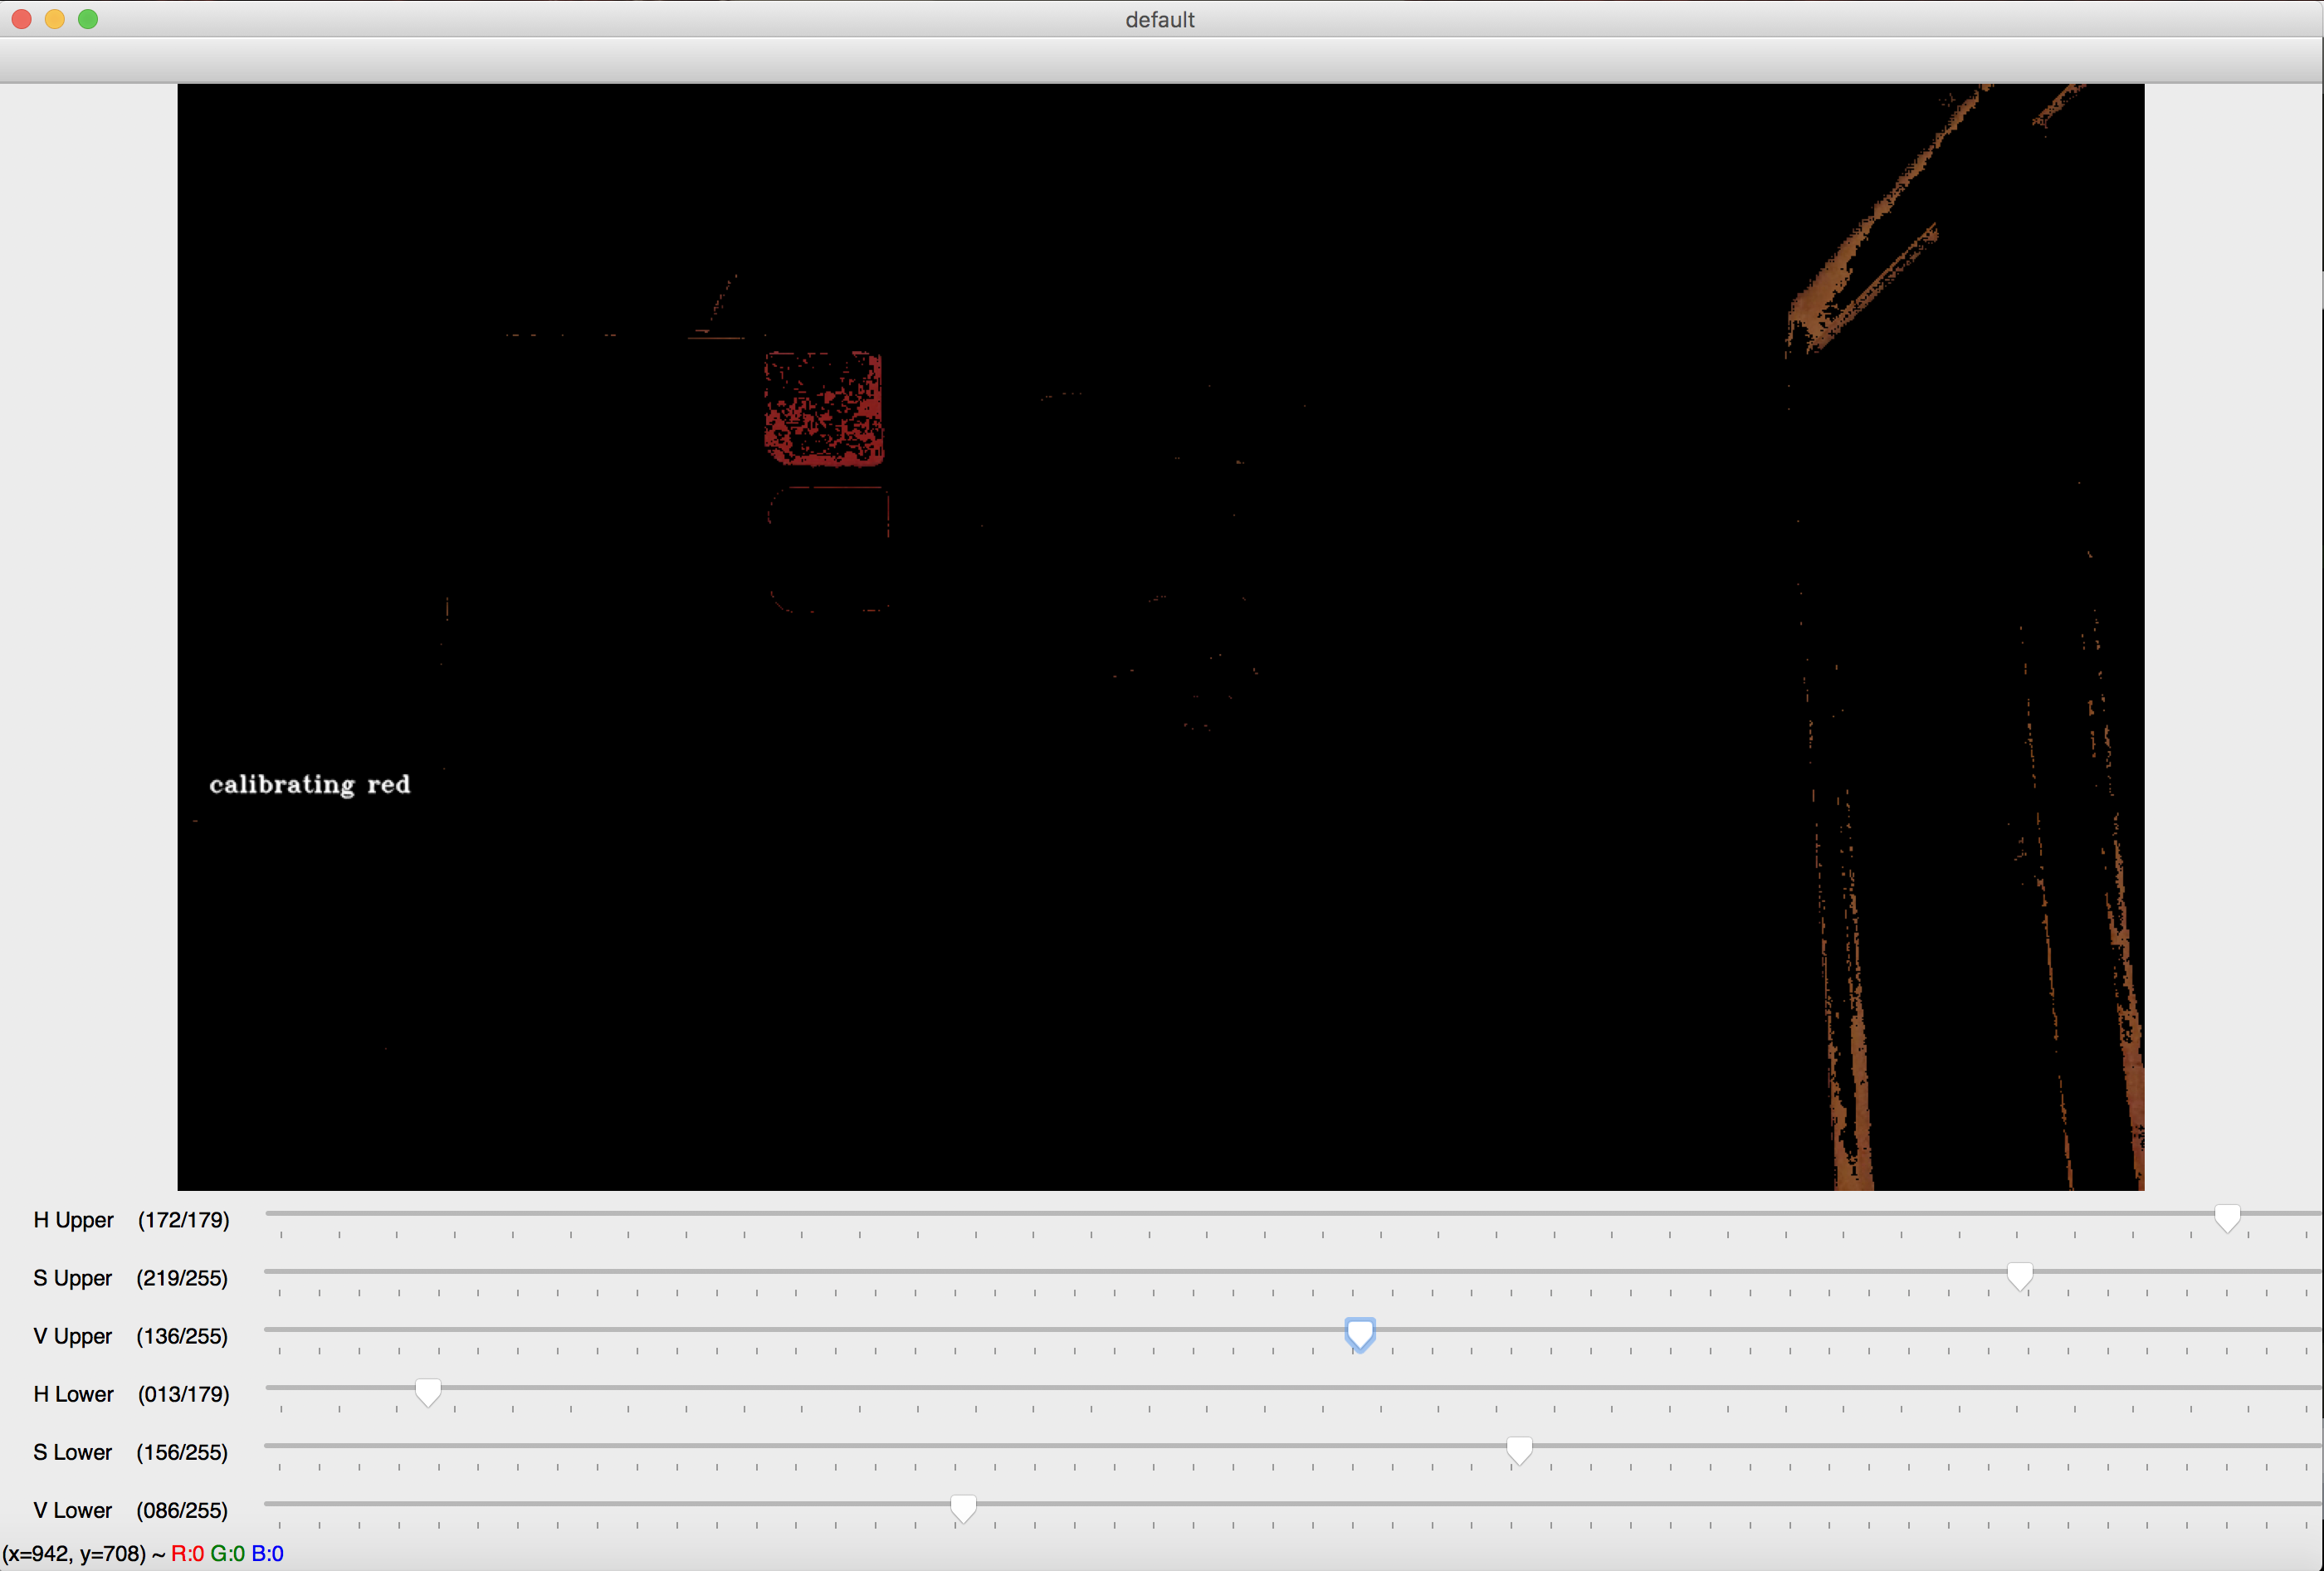 default
calibrating red
H Upper (172/179)
S Upper (219/255)
V Upper (136/255)
H Lower (013/179)
S Lower (156/255)
V Lower (086/255)
(x=942, y=708) ~ R:0 G:0 B:0